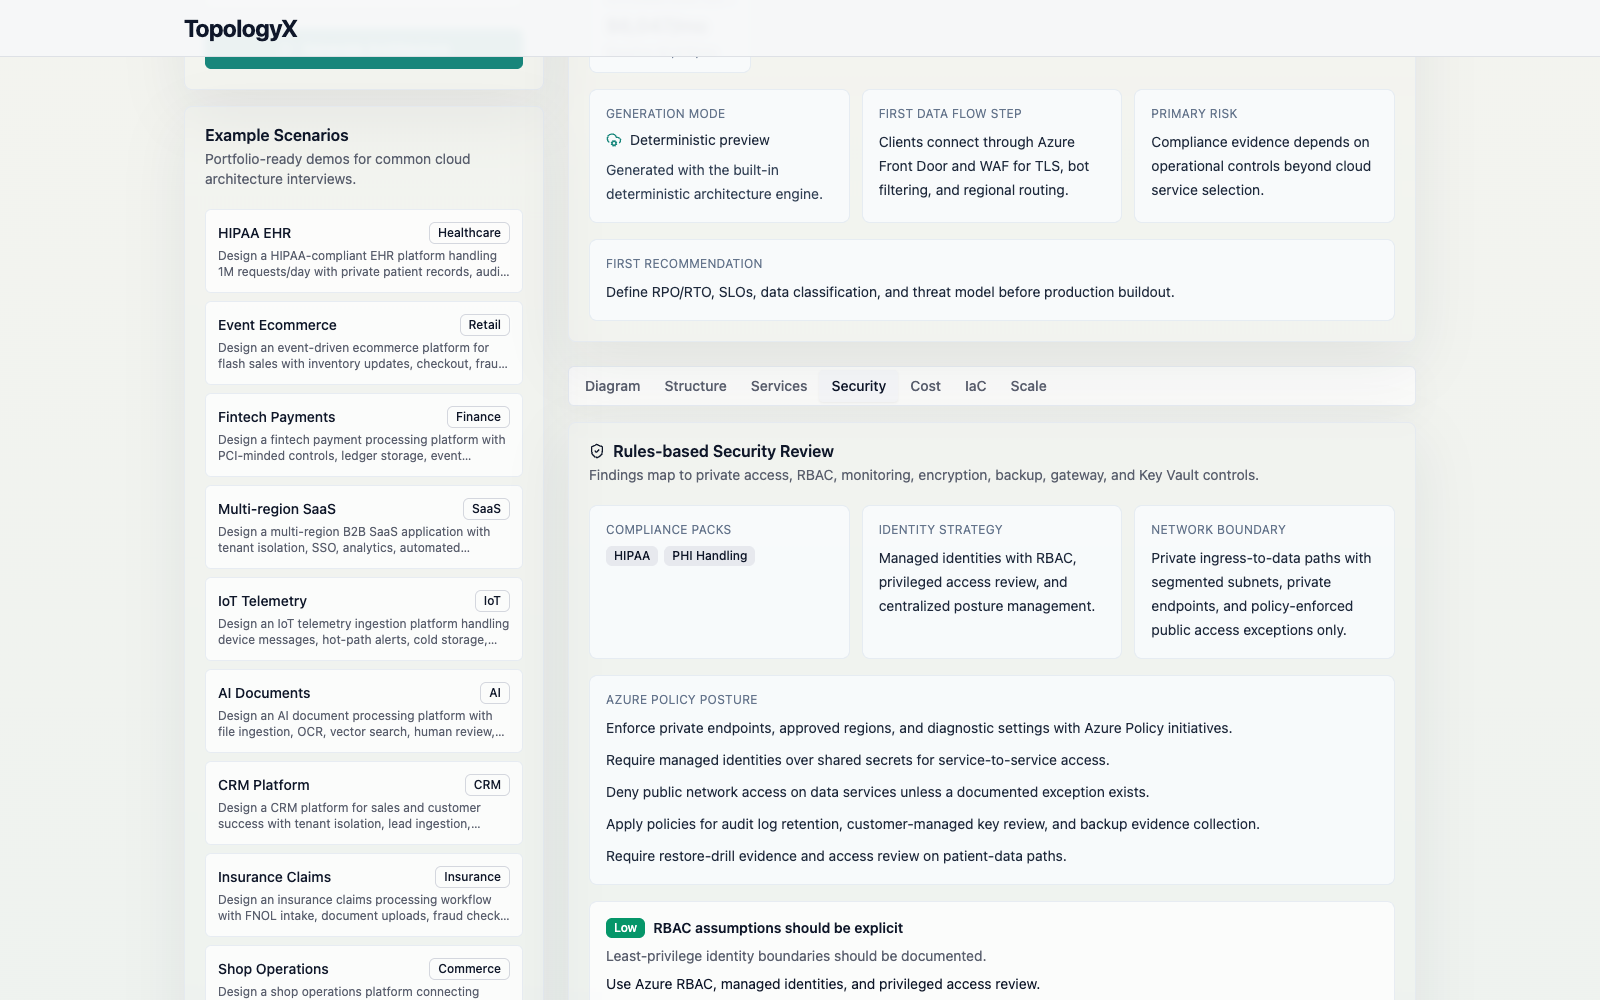 TopologyX
Example Scenarios
Portfolio-ready demos for common cloud
architecture interviews.
HIPAA EHR
Healthcare
Design a HIPAA-compliant EHR platform handling
1M requests/day with private patient records, audi...
Event Ecommerce
Retail
Design an event-driven ecommerce platform for
flash sales with inventory updates, checkout, frau...
Fintech Payments
Finance
Design a fintech payment processing platform with
PCI-minded controls, ledger storage, event...
Multi-region SaaS
SaaS
Design a multi-region B2B SaaS application with
tenant isolation, SSO, analytics, automated...
IoT Telemetry
IoT
Design an IoT telemetry ingestion platform handling
device messages, hot-path alerts, cold storage,...
AI Documents
AI
Design an AI document processing platform with
file ingestion, OCR, vector search, human review,...
CRM Platform
CRM
Design a CRM platform for sales and customer
success with tenant isolation, lead ingestion,...
Insurance Claims
Insurance
Design an insurance claims processing workflow
with FNOL intake, document uploads, fraud check...
Shop Operations
Commerce
Design a shop operations platform connecting
GENERATION MODE
Deterministic preview
Generated with the built-in
deterministic architecture engine.
FIRST DATA FLOW STEP
Clients connect through Azure
Front Door and WAF for TLS, bot
filtering, and regional routing.
PRIMARY RISK
Compliance evidence depends on
operational controls beyond cloud
service selection.
FIRST RECOMMENDATION
Define RPO/RTO, SLOs, data classification, and threat model before production buildout.
Diagram Structure Services Security Cost IaC Scale
Rules-based Security Review
Findings map to private access, RBAC, monitoring, encryption, backup, gateway, and Key Vault controls.
COMPLIANCE PACKS
HIPAA PHI Handling
IDENTITY STRATEGY
Managed identities with RBAC,
privileged access review, and
centralized posture management.
NETWORK BOUNDARY
Private ingress-to-data paths with
segmented subnets, private
endpoints, and policy-enforced
public access exceptions only.
AZURE POLICY POSTURE
Enforce private endpoints, approved regions, and diagnostic settings with Azure Policy initiatives.
Require managed identities over shared secrets for service-to-service access.
Deny public network access on data services unless a documented exception exists.
Apply policies for audit log retention, customer-managed key review, and backup evidence collection.
Require restore-drill evidence and access review on patient-data paths.
Low RBAC assumptions should be explicit
Least-privilege identity boundaries should be documented.
Use Azure RBAC, managed identities, and privileged access review.